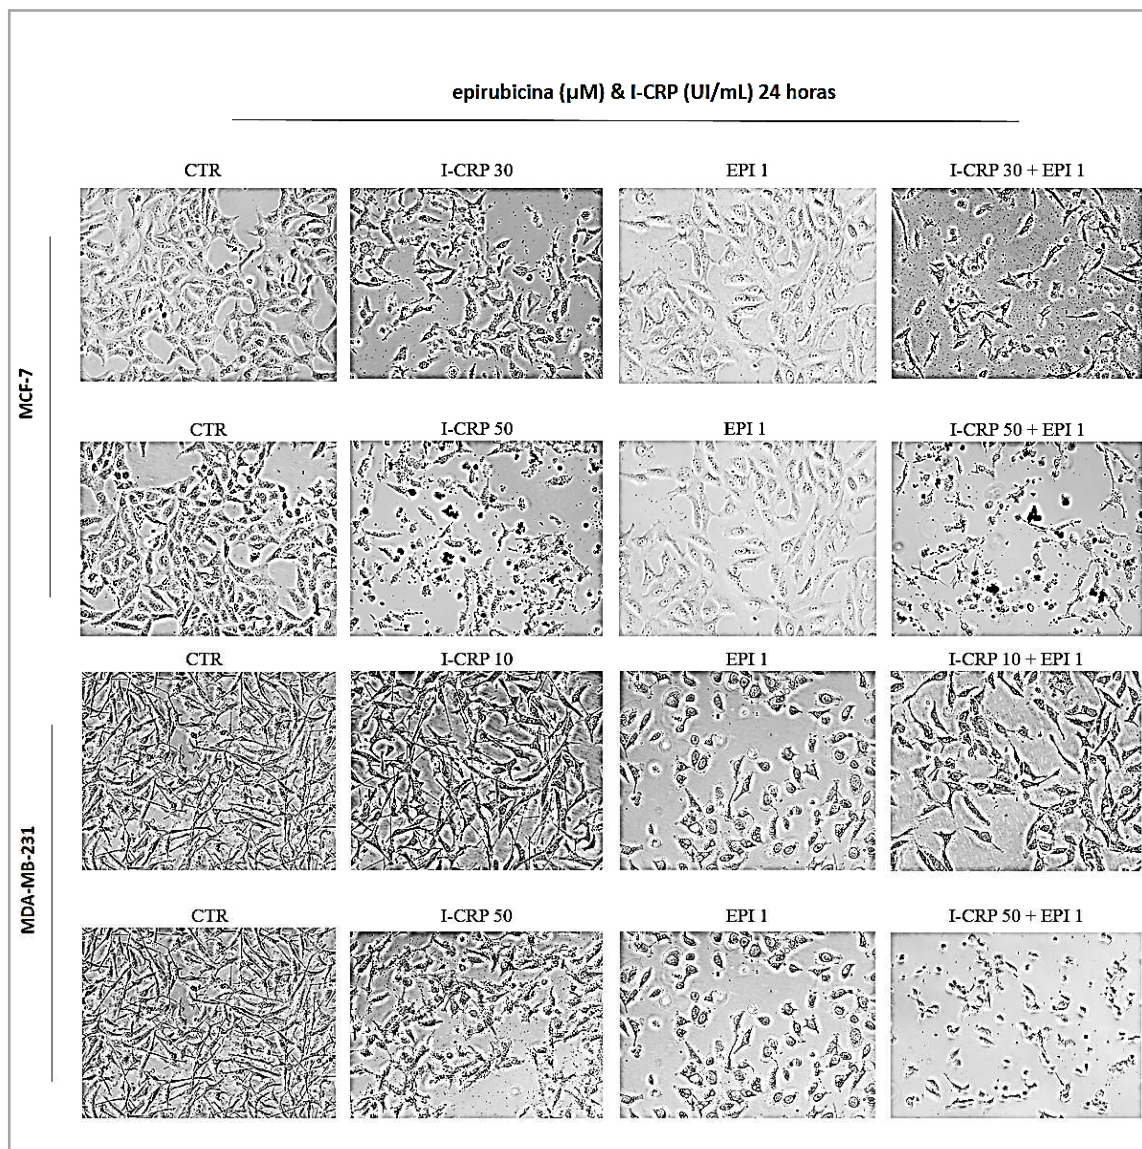 epirubicina (µM) & I-CRP (UI/mL) 24 horas
CTR I-CRP 30 EPI 1 I-CRP 30 + EPI 1
MCF-7
CTR I-CRP 50 EPI 1 I-CRP 50 + EPI 1
CTR I-CRP 10 EPI 1 I-CRP 10 + EPI 1
MDA-MB-231
CTR I-CRP 50 EPI 1 I-CRP 50 + EPI 1